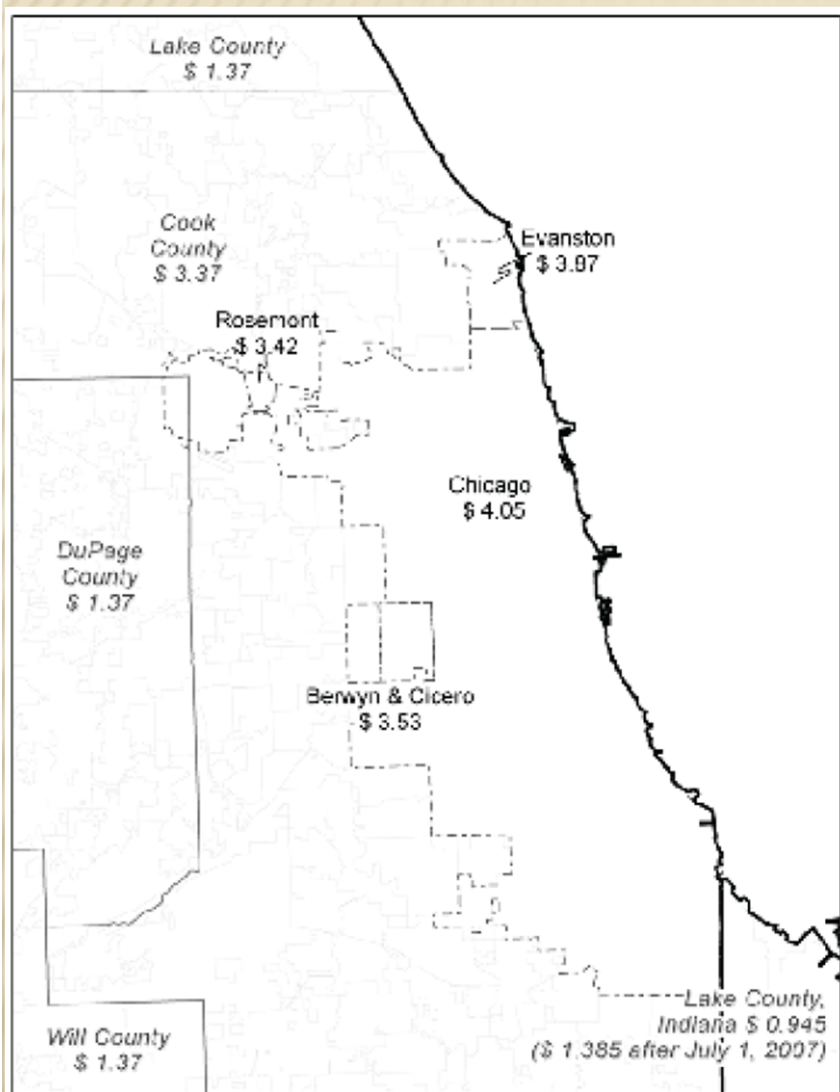 Lake County
$ 1.37
Cook
County
$ 3.37
Evanston
$ 3.87
Rosemont
$ 3.42
Chicago
$ 4.05
DuPage
County
$ 1.37
Berwyn & Cicero
$ 3.53
Lake County,
Indiana $ 0.945
($ 1.385 after July 1, 2007)
Will County
$ 1.37